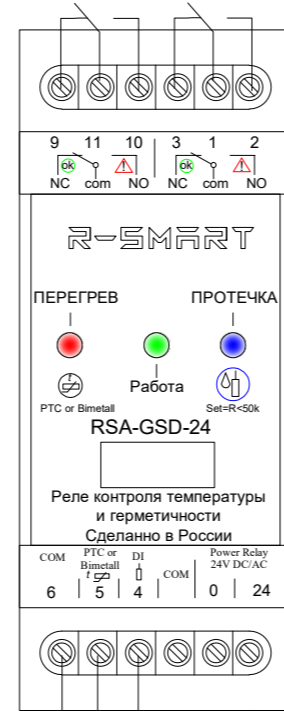 9 11 10 3 1 2
ok ok
NC com NO NC com NO
R-SMART
ПЕРЕГРЕВ ПРОТЕЧКА
Работа
PTC or Bimetall Set=R<50k
RSA-GSD-24
Реле контроля температуры
и герметичности
Сделано в России
COM PTC or DI COM Power Relay
Bimetall 24V DC/AC
t
6 5 4 0 24